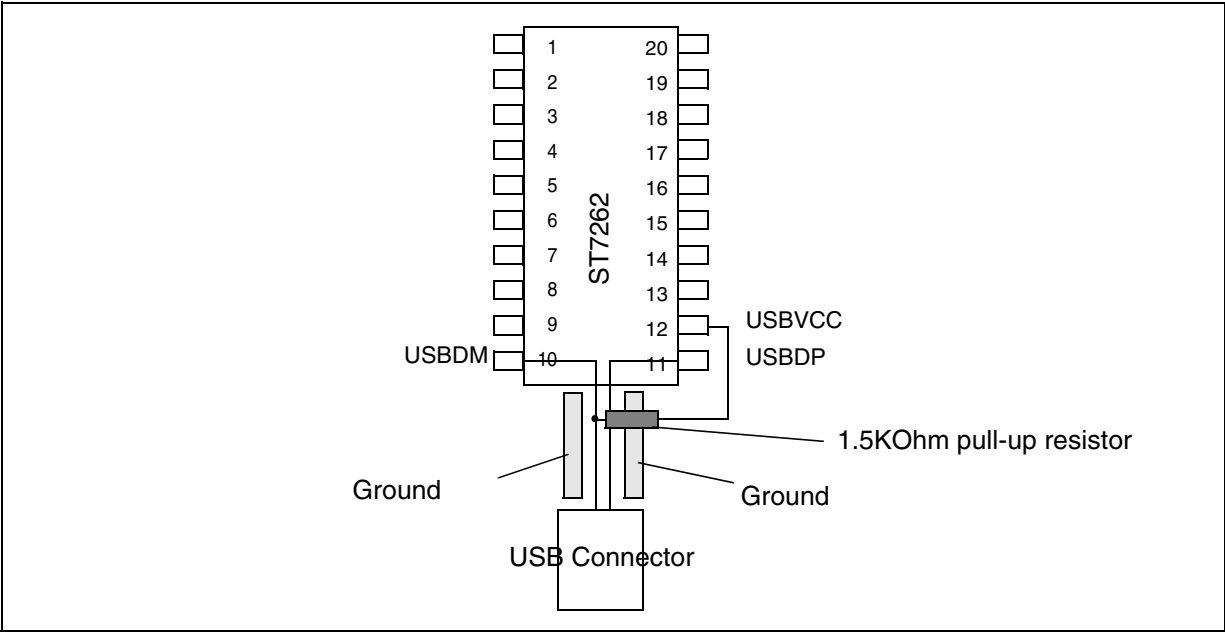 1 20
2 19
3 18
4 17
5 16
6 15
7 14
8 13
9 12
10 11
ST7262
USBVCC
USBDM
USBDP
1.5KOhm pull-up resistor
Ground
Ground
USB Connector